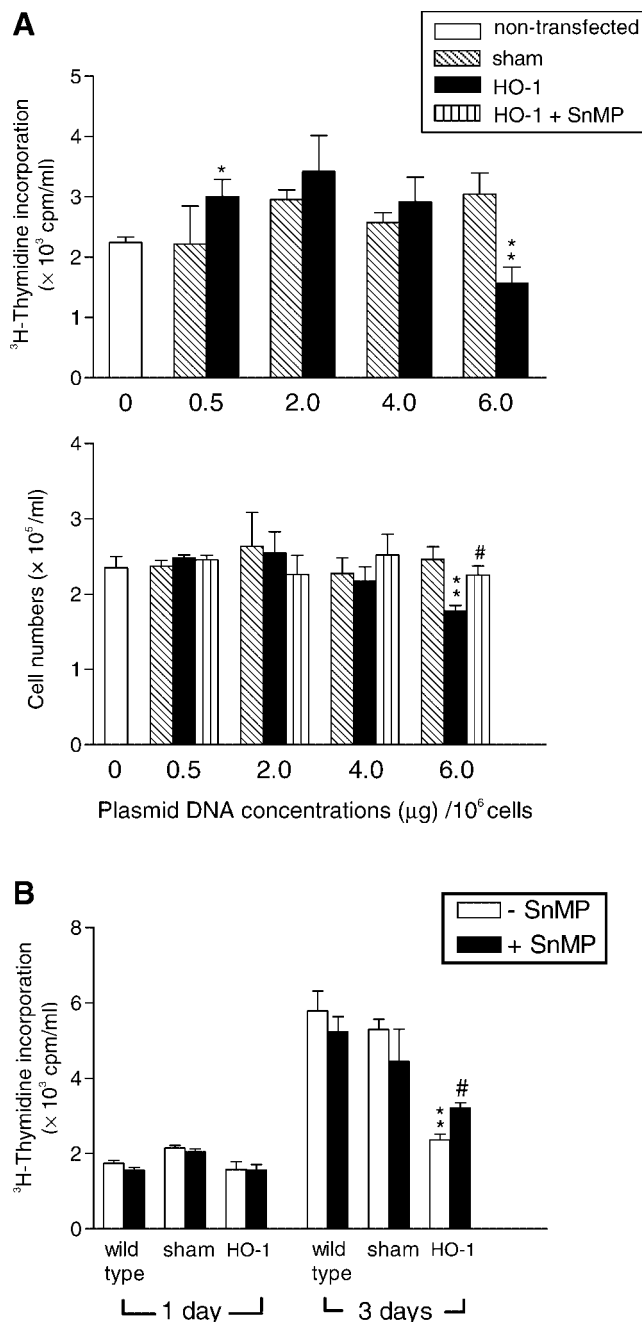 A
non-transfected
sham
HO-1
HO-1 + SnMP
³H-Thymidine incorporation
(× 10³ cpm/ml)
5
4
3
2
1
0
*
**
0 0.5 2.0 4.0 6.0
Cell numbers (× 10⁵/ml)
4
3
2
1
0
**
#
0 0.5 2.0 4.0 6.0
Plasmid DNA concentrations (μg) /10⁶ cells
B
- SnMP
+ SnMP
³H-Thymidine incorporation
(× 10³ cpm/ml)
8
6
4
2
0
**
#
wild type sham HO-1 wild type sham HO-1
1 day 3 days